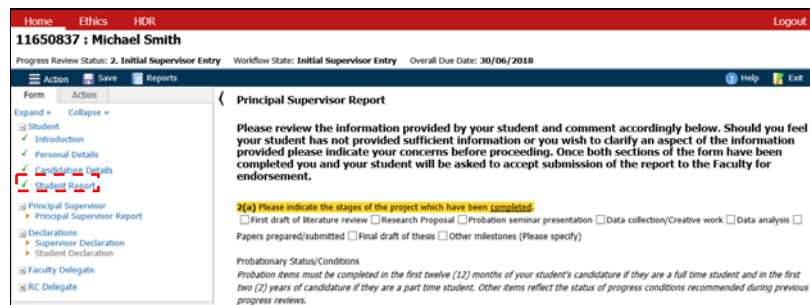 Home Ethics HDR Logout
11650837 : Michael Smith
Progress Review Status: 2. Initial Supervisor Entry Workflow State: Initial Supervisor Entry Overall Due Date: 30/06/2018
Action Save Reports Help Exit
Form Action
Expand » Collapse «
Student
Introduction
Personal Details
Candidature Details
Student Report
Principal Supervisor
Principal Supervisor Report
Declarations
Supervisor Declaration
Student Declaration
Faculty Delegate
RC Delegate
Principal Supervisor Report
Please review the information provided by your student and comment accordingly below. Should you feel
your student has not provided sufficient information or you wish to clarify an aspect of the information
provided please indicate your concerns before proceeding. Once both sections of the form have been
completed you and your student will be asked to accept submission of the report to the Faculty for
endorsement.
2(a) Please indicate the stages of the project which have been completed.
First draft of literature review Research Proposal Probation seminar presentation Data collection/Creative work Data analysis
Papers prepared/submitted Final draft of thesis Other milestones (Please specify)
Probationary Status/Conditions
Probation items must be completed in the first twelve (12) months of your student's candidature if they are a full time student and in the first
two (2) years of candidature if they are a part time student. Other items reflect the status of progress conditions recommended during previous
progress reviews.